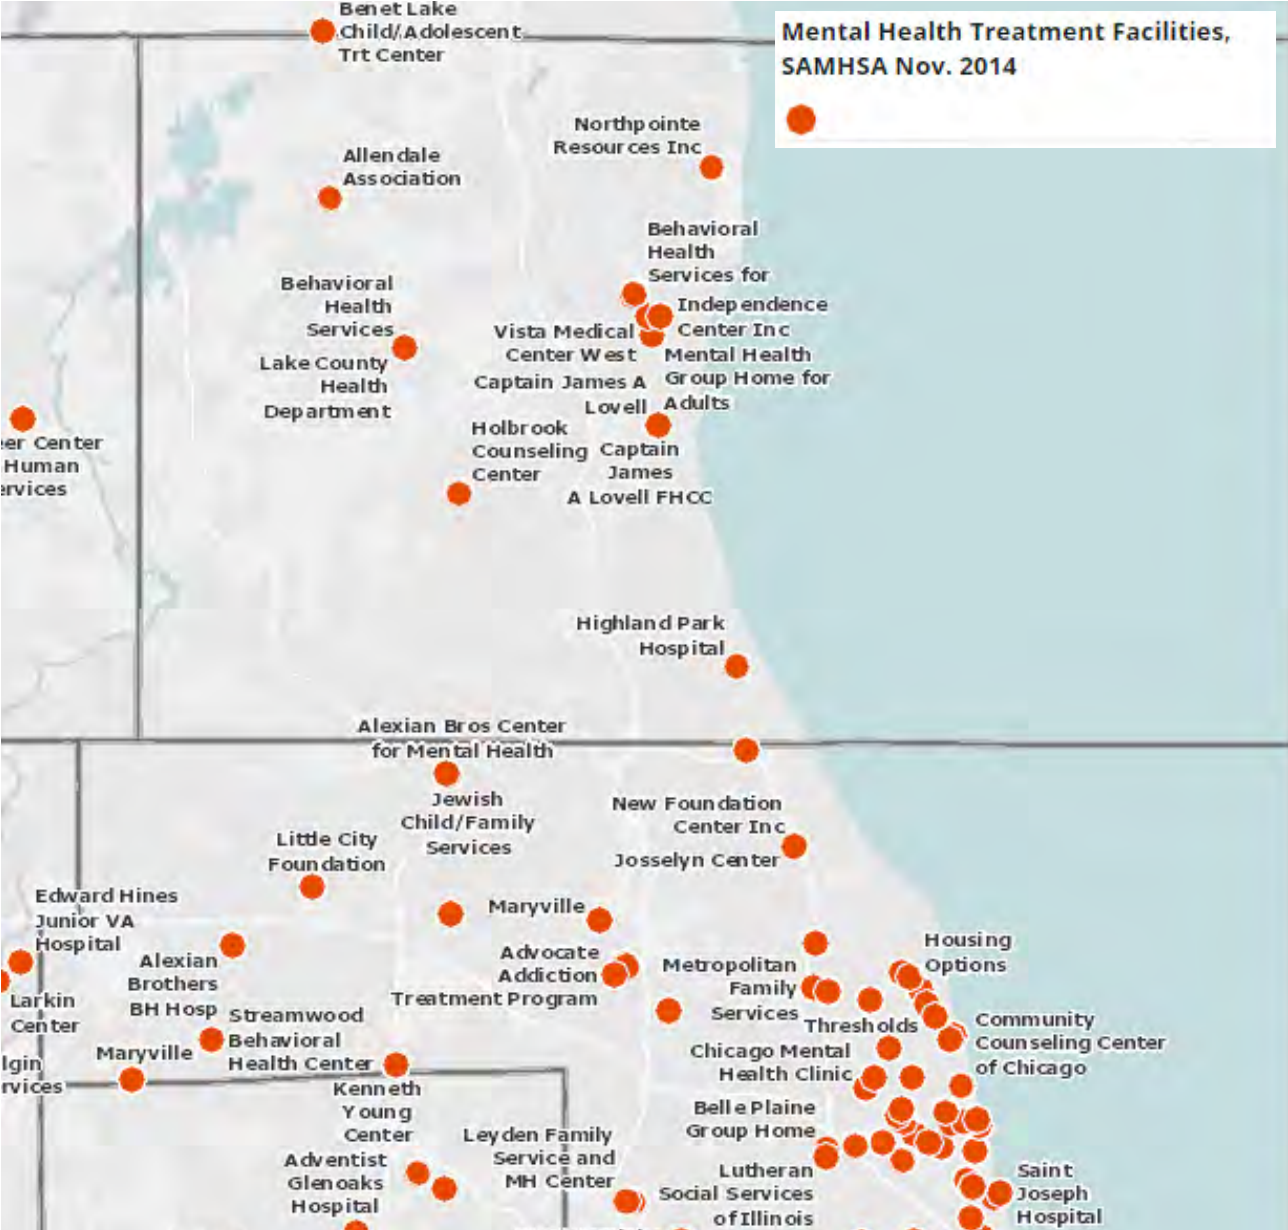 Benet Lake
Child/Adolescent
Trt Center
Mental Health Treatment Facilities,
SAMHSA Nov. 2014
Northpointe
Resources Inc
Allendale
Association
Behavioral
Health
Services for
Behavioral
Health
Services
Independence
Center Inc
Vista Medical
Center West
Mental Health
Group Home for
Adults
Lake County
Health
Department
Captain James A
Lovell
Holbrook
Counseling
Center
Captain
James
A Lovell FHCC
er Center
Human
ervices
Highland Park
Hospital
Alexian Bros Center
for Mental Health
Jewish
Child/Family
Services
New Foundation
Center Inc
Josselyn Center
Little City
Foundation
Edward Hines
Junior VA
Hospital
Maryville
Alexian
Brothers
BH Hosp
Advocate
Addiction
Treatment Program
Metropolitan
Family
Services
Housing
Options
Larkin
Center
Streamwood
Behavioral
Health Center
Thresholds
Community
Counseling Center
of Chicago
Maryville
lgin
rvices
Chicago Mental
Health Clinic
Kenneth
Young
Center
Belle Plaine
Group Home
Leyden Family
Service and
MH Center
Adventist
Glenoaks
Hospital
Lutheran
Social Services
of Illinois
Saint
Joseph
Hospital